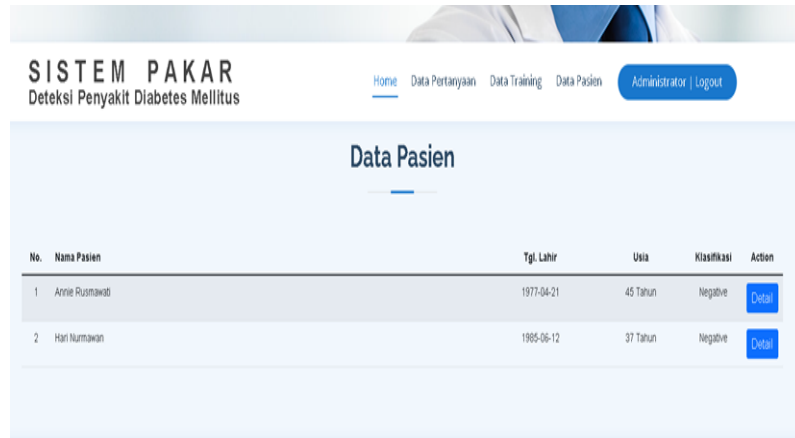 SISTEM PAKAR
Deteksi Penyakit Diabetes Mellitus
Home Data Pertanyaan Data Training Data Pasien Administrator | Logout
Data Pasien
No. Nama Pasien Tgl. Lahir Usia Klasifikasi Action
1 Annie Rusmawati 1977-04-21 45 Tahun Negative Detail
2 Hari Nurmawan 1985-06-12 37 Tahun Negative Detail